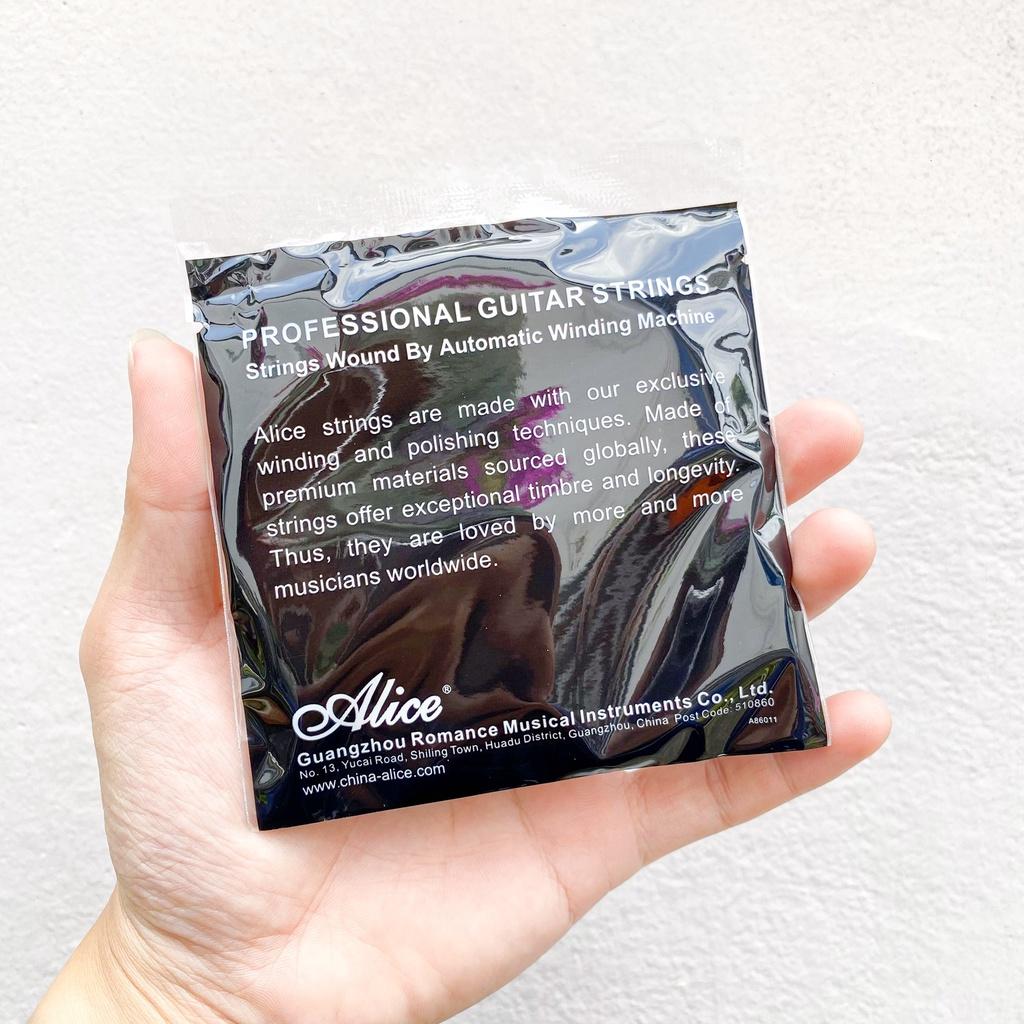 PROFESSIONAL GUITAR STRINGS
Strings Wound By Automatic Winding Machine
Alice strings are made with our exclusive
winding and polishing techniques. Made of
premium materials sourced globally, these
strings offer exceptional timbre and longevity.
Thus, they are loved by more and more
musicians worldwide.
Alice®
Guangzhou Romance Musical Instruments Co., Ltd.
No. 13, Yucai Road, Shiling Town, Huadu District, Guangzhou, China Post Code: 510860
www.china-alice.com
A86011